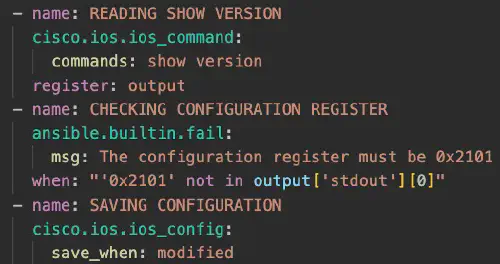 - name: READING SHOW VERSION
  cisco.ios.ios_command:
    commands: show version
  register: output
- name: CHECKING CONFIGURATION REGISTER
  ansible.builtin.fail:
    msg: The configuration register must be 0x2101
  when: "'0x2101' not in output['stdout'][0]"
- name: SAVING CONFIGURATION
  cisco.ios.ios_config:
    save_when: modified